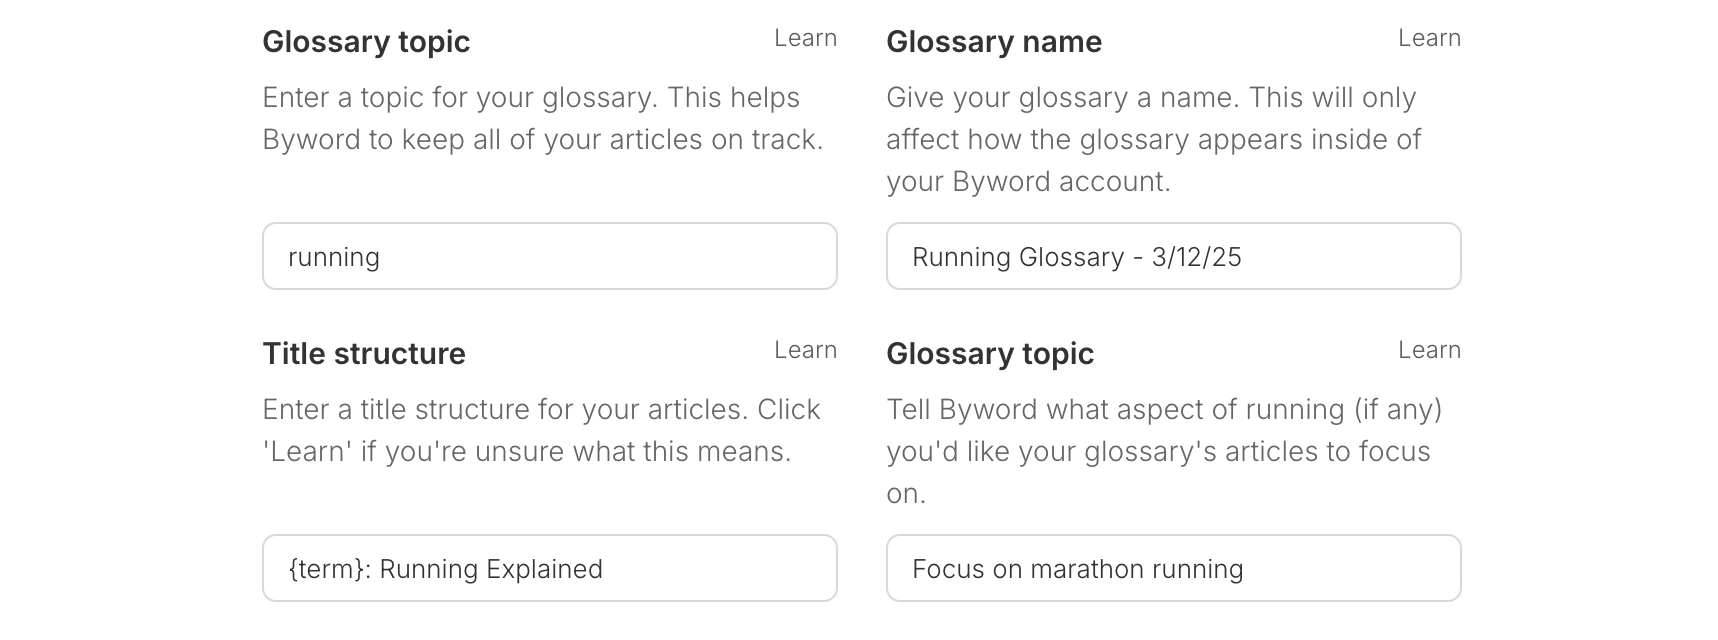 Glossary topic
Learn
Enter a topic for your glossary. This helps
Byword to keep all of your articles on track.
running
Glossary name
Learn
Give your glossary a name. This will only
affect how the glossary appears inside of
your Byword account.
Running Glossary - 3/12/25
Title structure
Learn
Enter a title structure for your articles. Click
'Learn' if you're unsure what this means.
{term}: Running Explained
Glossary topic
Learn
Tell Byword what aspect of running (if any)
you'd like your glossary's articles to focus
on.
Focus on marathon running